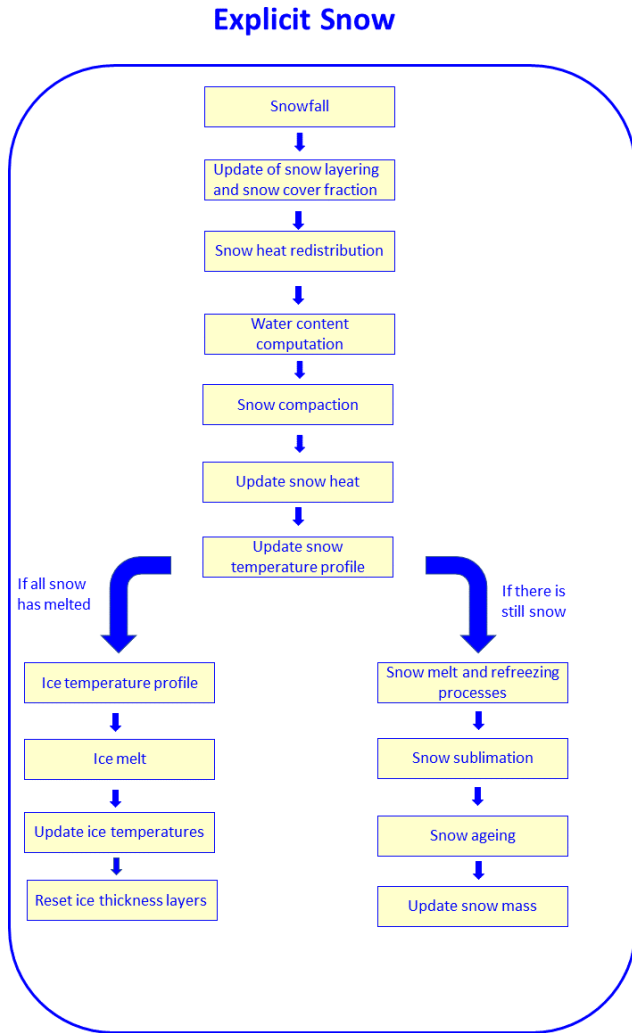 Explicit Snow
Snowfall
Update of snow layering
and snow cover fraction
Snow heat redistribution
Water content
computation
Snow compaction
Update snow heat
Update snow
temperature profile
If all snow
has melted
If there is
still snow
Ice temperature profile
Ice melt
Update ice temperatures
Reset ice thickness layers
Snow melt and refreezing
processes
Snow sublimation
Snow ageing
Update snow mass